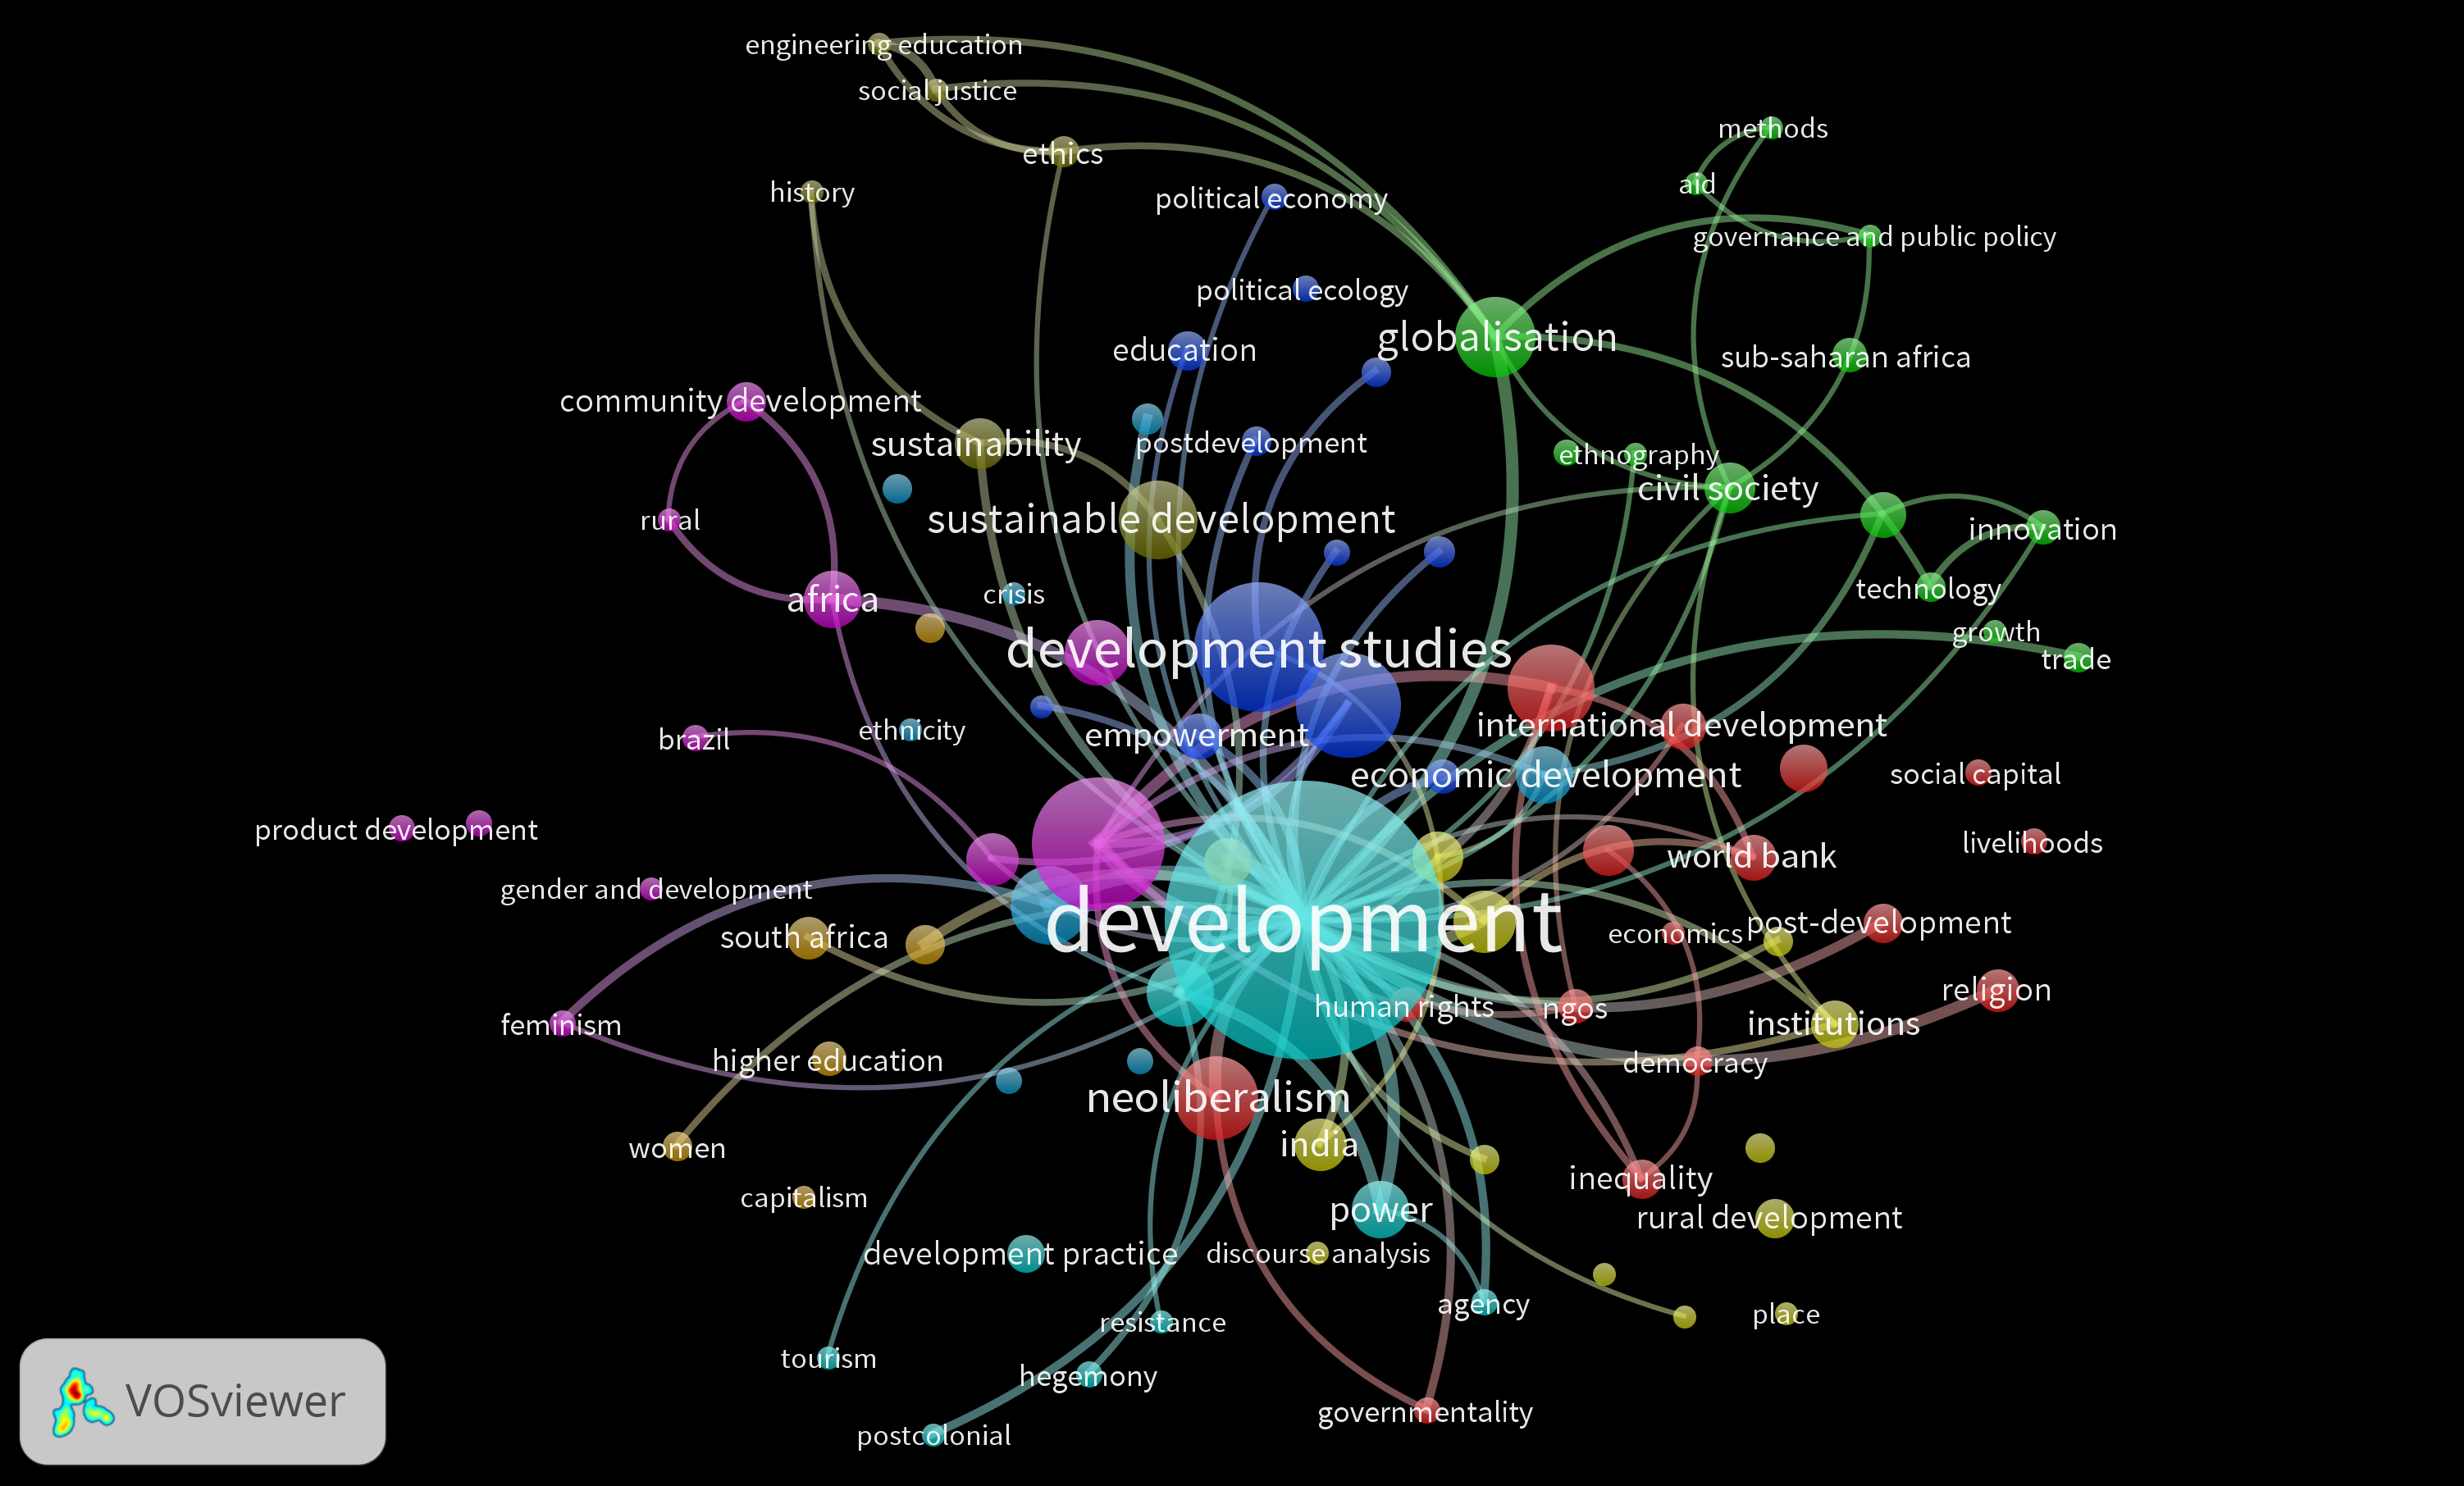 engineering education
social justice
methods
ethics
aid
history
political economy
governance and public policy
political ecology
globalisation
education
sub-saharan africa
community development
sustainability
postdevelopment
ethnography
civil society
sustainable development
rural
innovation
technology
crisis
africa
growth
development studies
trade
international development
ethnicity
empowerment
brazil
economic development
social capital
product development
livelihoods
world bank
gender and development
development
post-development
economics
south africa
religion
human rights
ngos
feminism
institutions
higher education
democracy
neoliberalism
india
women
inequality
capitalism
power
rural development
development practice
discourse analysis
agency
place
resistance
tourism
hegemony
VOSviewer
governmentality
postcolonial